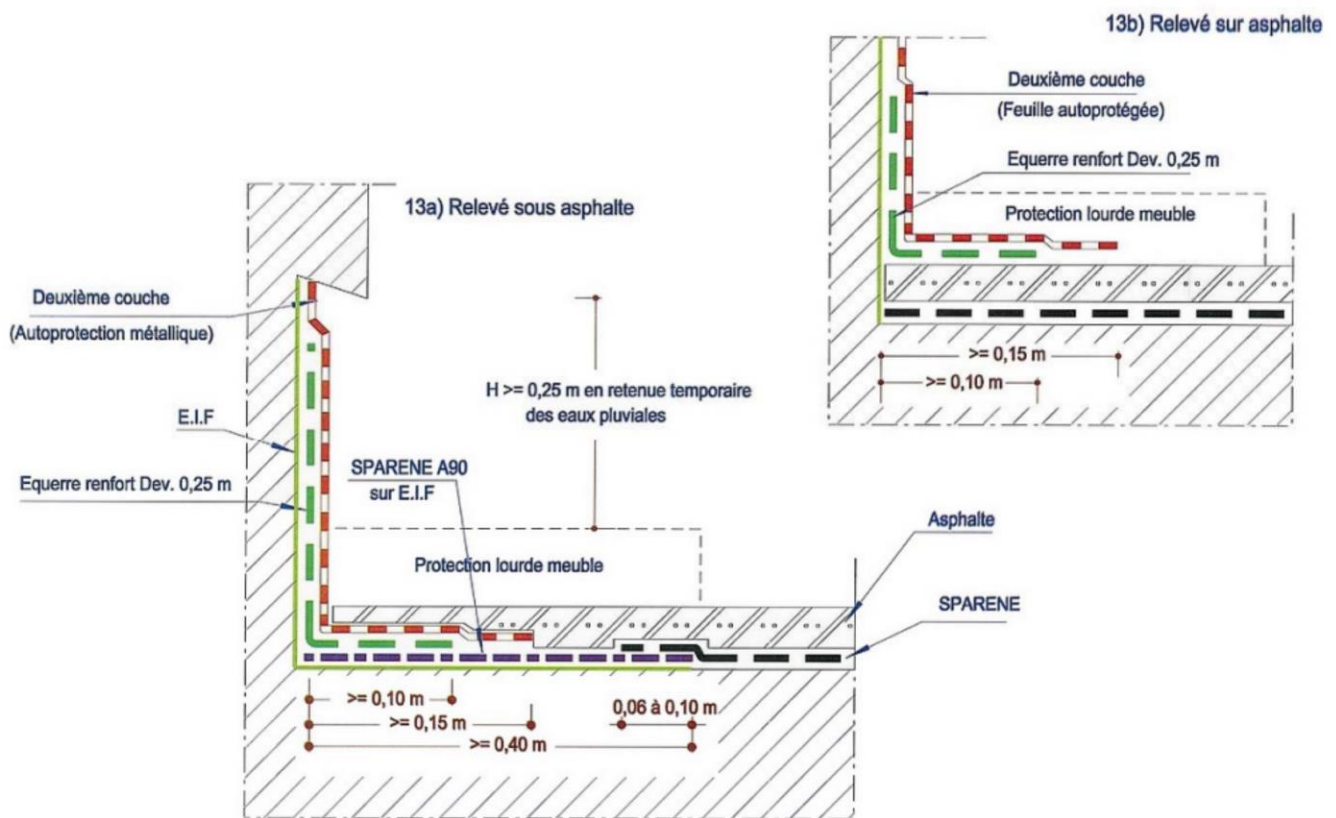 13b) Relevé sur asphalte
Deuxième couche
(Feuille autoprotégée)
Equerre renfort Dev. 0,25 m
Protection lourde meuble
>= 0,15 m
>= 0,10 m
13a) Relevé sous asphalte
Deuxième couche
(Autoprotection métallique)
H >= 0,25 m en retenue temporaire
des eaux pluviales
E.I.F
SPARENE A90
sur E.I.F
Equerre renfort Dev. 0,25 m
Asphalte
Protection lourde meuble
SPARENE
>= 0,10 m
0,06 à 0,10 m
>= 0,15 m
>= 0,40 m